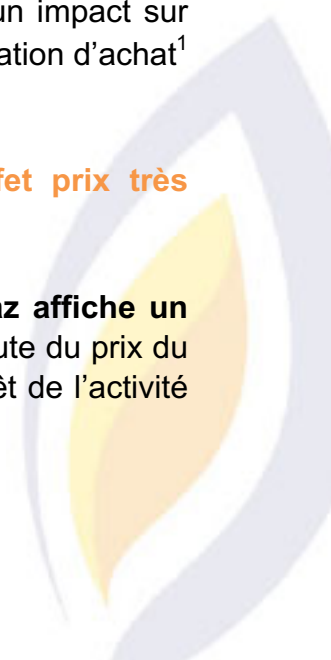 un impact sur
ation d’achat1
fet prix très
az affiche un
ute du prix du
êt de l’activité